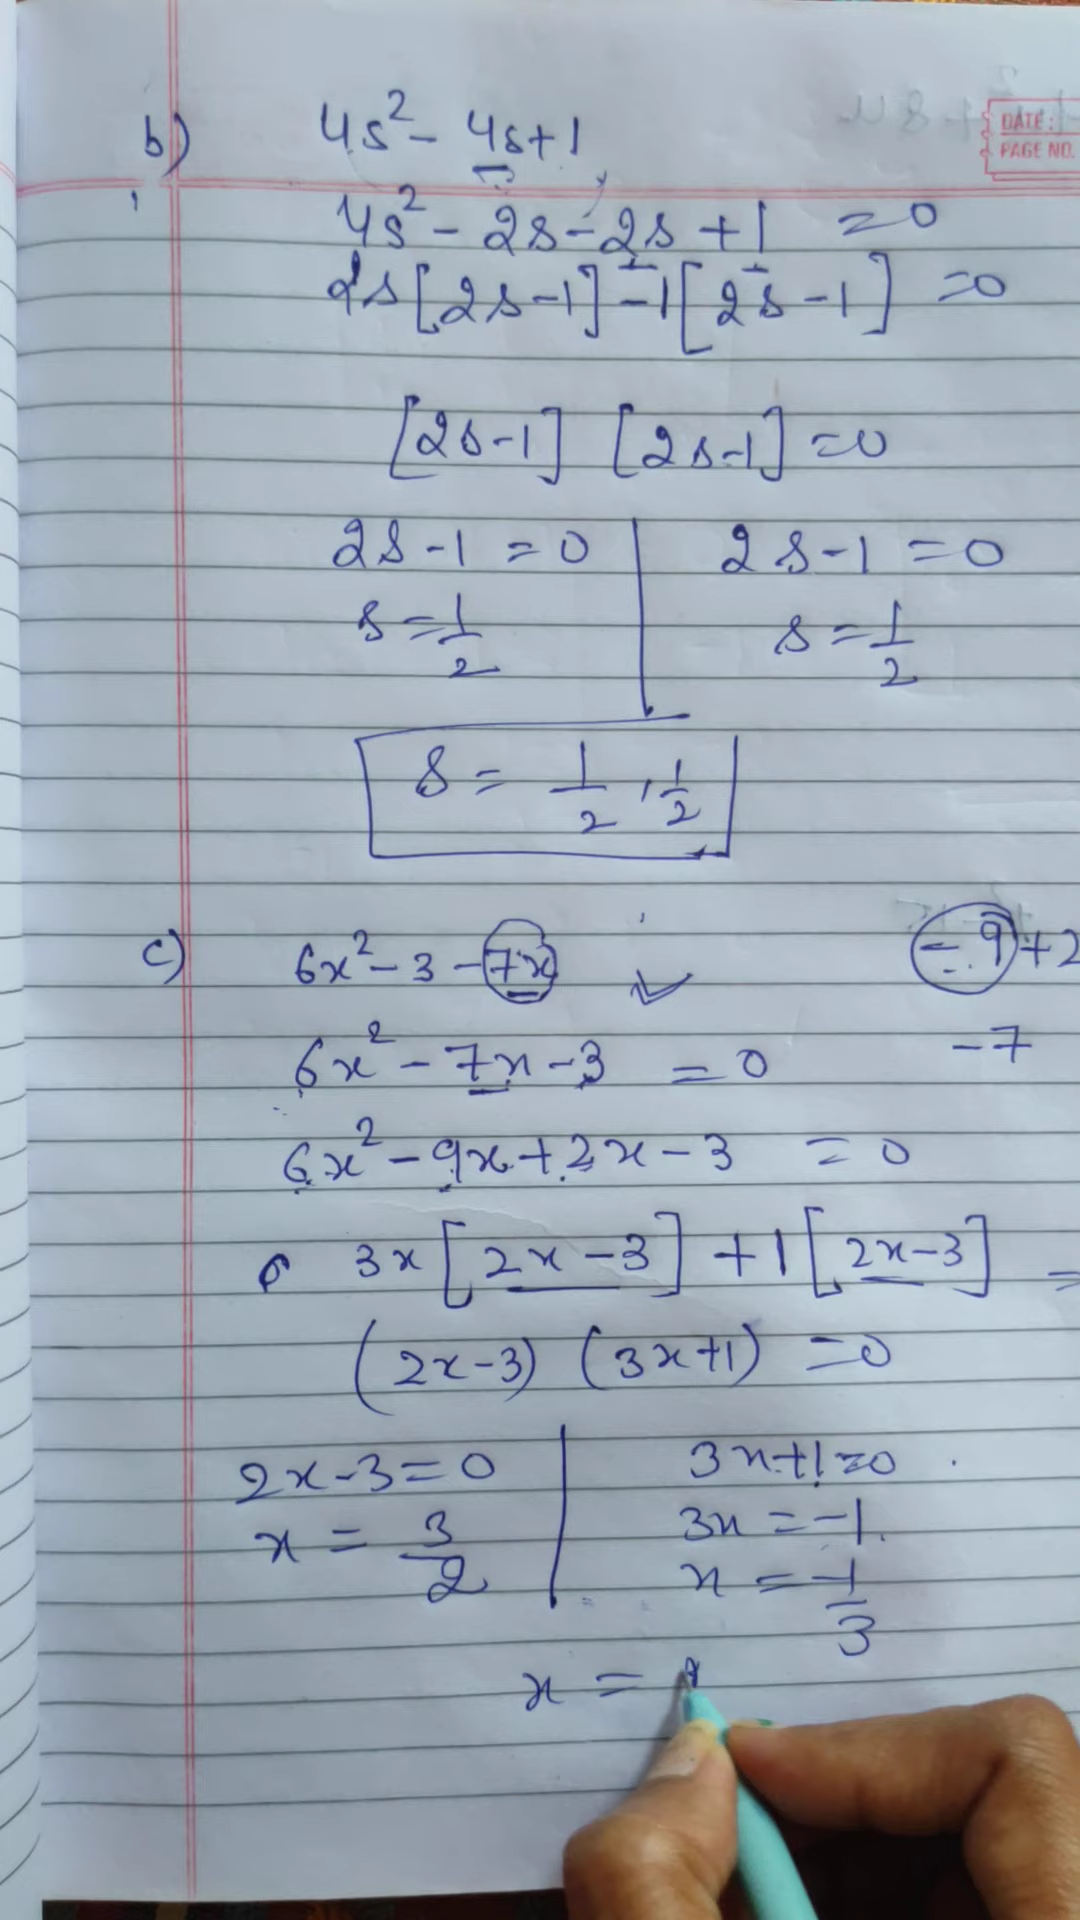 DATE:
PAGE NO.
b) 4s² - 4s+1
4s² - 2s - 2s + 1 = 0
2s[2s-1] -1[2s-1] =0
[2s-1] [2s-1] =0
2s-1 = 0 | 2s-1 = 0
s = 1/2 | s = 1/2
s = 1/2 , 1/2
c) 6x² - 3 - 7x - 9 + 2
6x² - 7x - 3 = 0 -7
6x² - 9x + 2x - 3 = 0
3x [2x-3] + 1 [2x-3] =
(2x-3) (3x+1) =0
2x-3=0 | 3x+1=0
x = 3/2 | 3x = -1
x = -1/3
x =